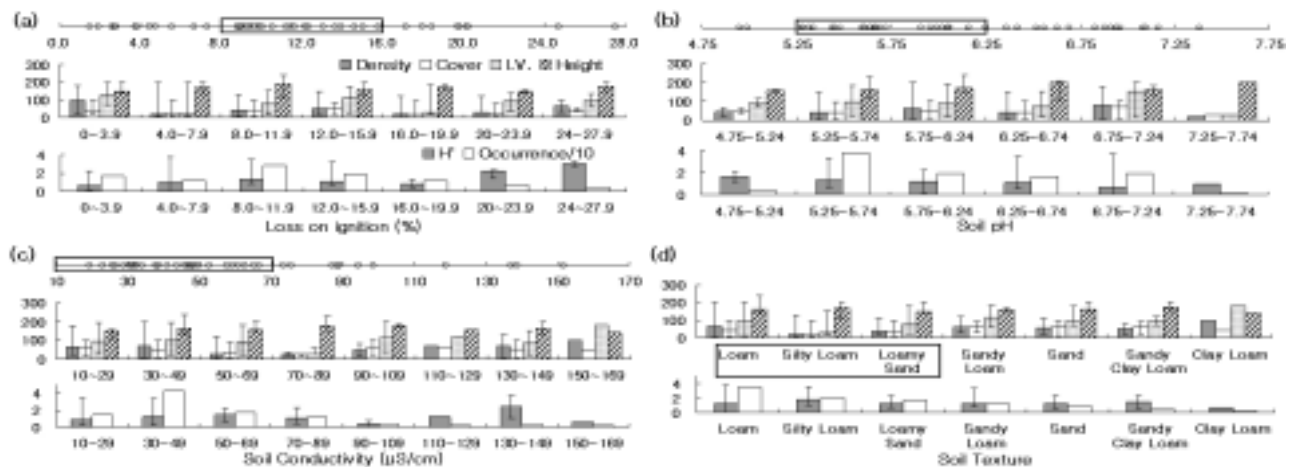 (a)
0.0 4.0 8.0 12.0 16.0 20.0 24.0 28.0
300 200 100 0
Density Cover I.V. Height
0~3.9 4.0~7.9 8.0~11.9 12.0~15.9 16.0~19.9 20~23.9 24~27.9
4 2 0
H' Occurrence/10
0~3.9 4.0~7.9 8.0~11.9 12.0~15.9 16.0~19.9 20~23.9 24~27.9
Loss on ignition (%)
(b)
4.75 5.25 5.75 6.25 6.75 7.25 7.75
300 200 100 0
4.75~5.24 5.25~5.74 5.75~6.24 6.25~6.74 6.75~7.24 7.25~7.74
4 2 0
4.75~5.24 5.25~5.74 5.75~6.24 6.25~6.74 6.75~7.24 7.25~7.74
Soil pH
(c)
10 30 50 70 90 110 130 150 170
300 200 100 0
10~29 30~49 50~69 70~89 90~109 110~129 130~149 150~169
4 2 0
10~29 30~49 50~69 70~89 90~109 110~129 130~149 150~169
Soil Conductivity [µS/cm]
(d)
300 200 100 0
Loam Silty Loam Loamy Sand Sandy Loam Sand Sandy Clay Loam Clay Loam
4 2 0
Loam Silty Loam Loamy Sand Sandy Loam Sand Sandy Clay Loam Clay Loam
Soil Texture